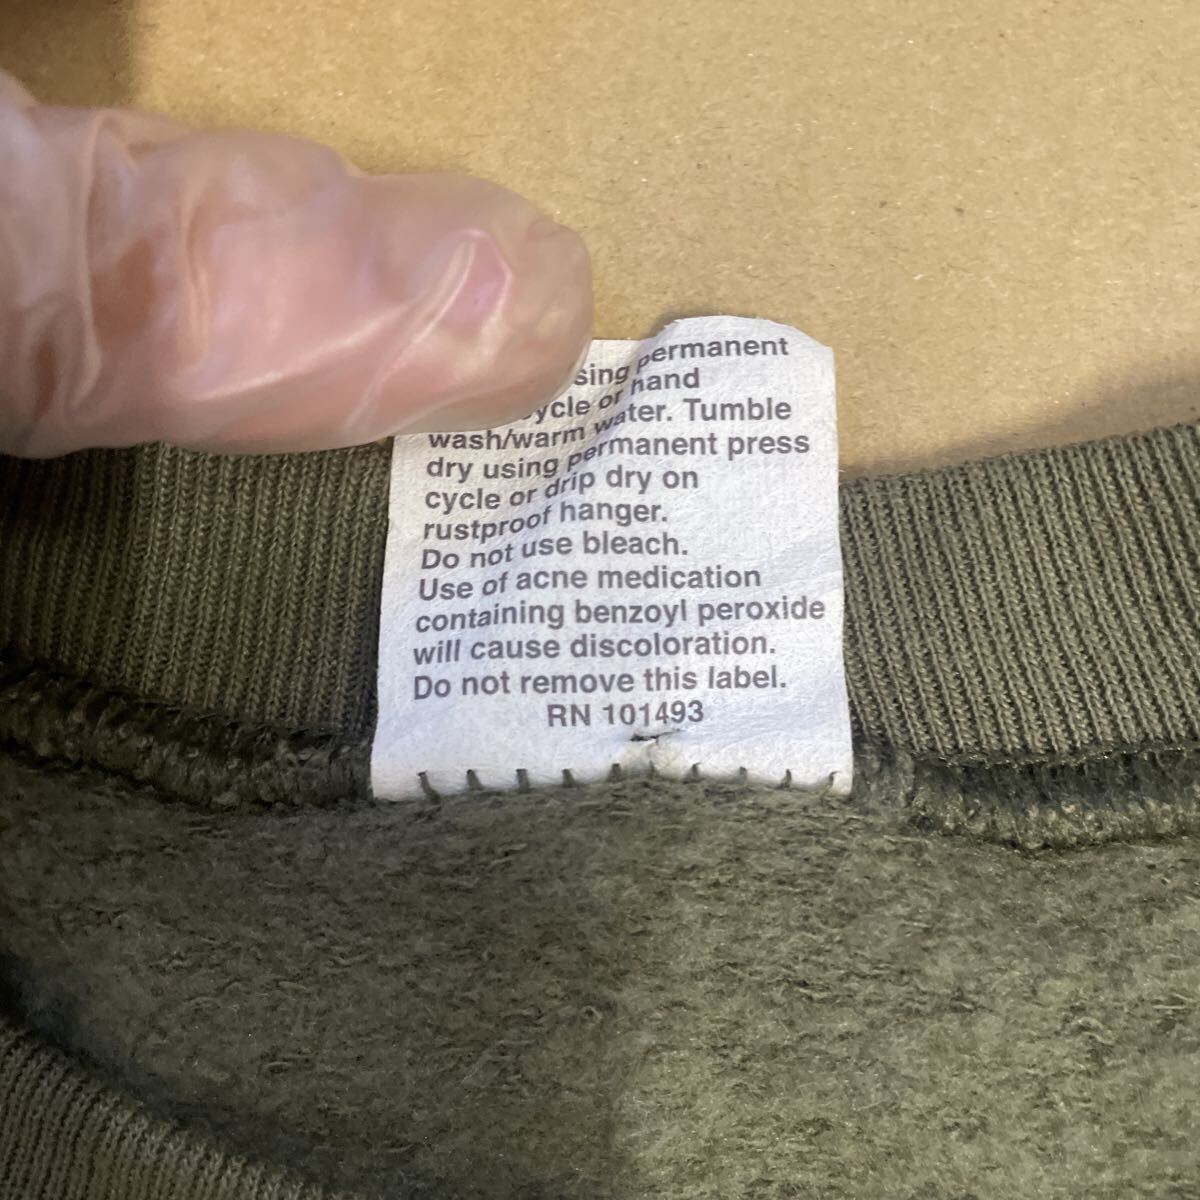 permanent
hand
wash/warm water. Tumble
dry using permanent press
cycle or drip dry on
rustproof hanger.
Do not use bleach.
Use of acne medication
containing benzoyl peroxide
will cause discoloration.
Do not remove this label.
RN 101493